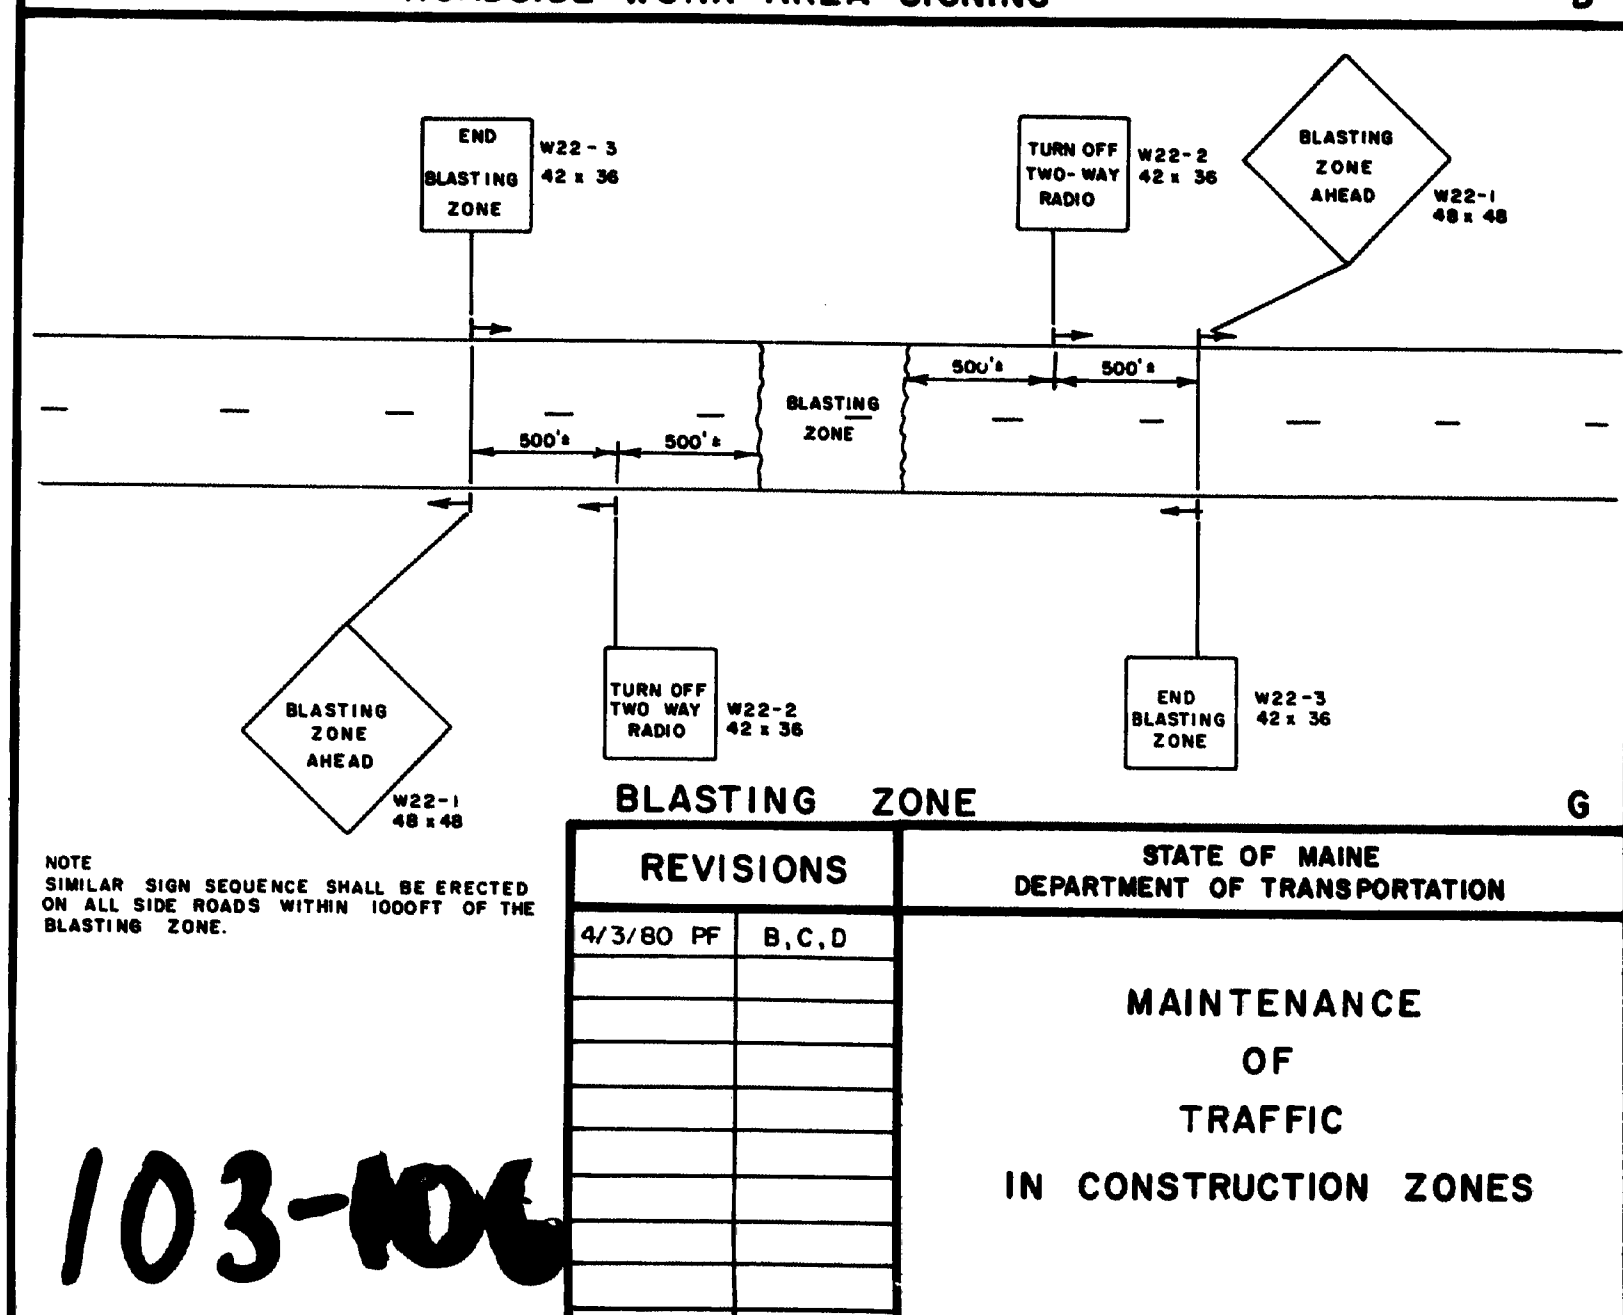 END
BLASTING
ZONE
W22-3
42 x 36
TURN OFF
TWO-WAY
RADIO
W22-2
42 x 36
BLASTING
ZONE
AHEAD
W22-1
48 x 48
500'±
500'±
BLASTING
ZONE
500'±
500'±
BLASTING
ZONE
AHEAD
W22-1
48 x 48
TURN OFF
TWO WAY
RADIO
W22-2
42 x 36
END
BLASTING
ZONE
W22-3
42 x 36
BLASTING ZONE
G
NOTE
SIMILAR SIGN SEQUENCE SHALL BE ERECTED
ON ALL SIDE ROADS WITHIN 1000FT OF THE
BLASTING ZONE.
REVISIONS
4/3/80 PF B,C,D
STATE OF MAINE
DEPARTMENT OF TRANSPORTATION
MAINTENANCE
OF
TRAFFIC
IN CONSTRUCTION ZONES
103-106